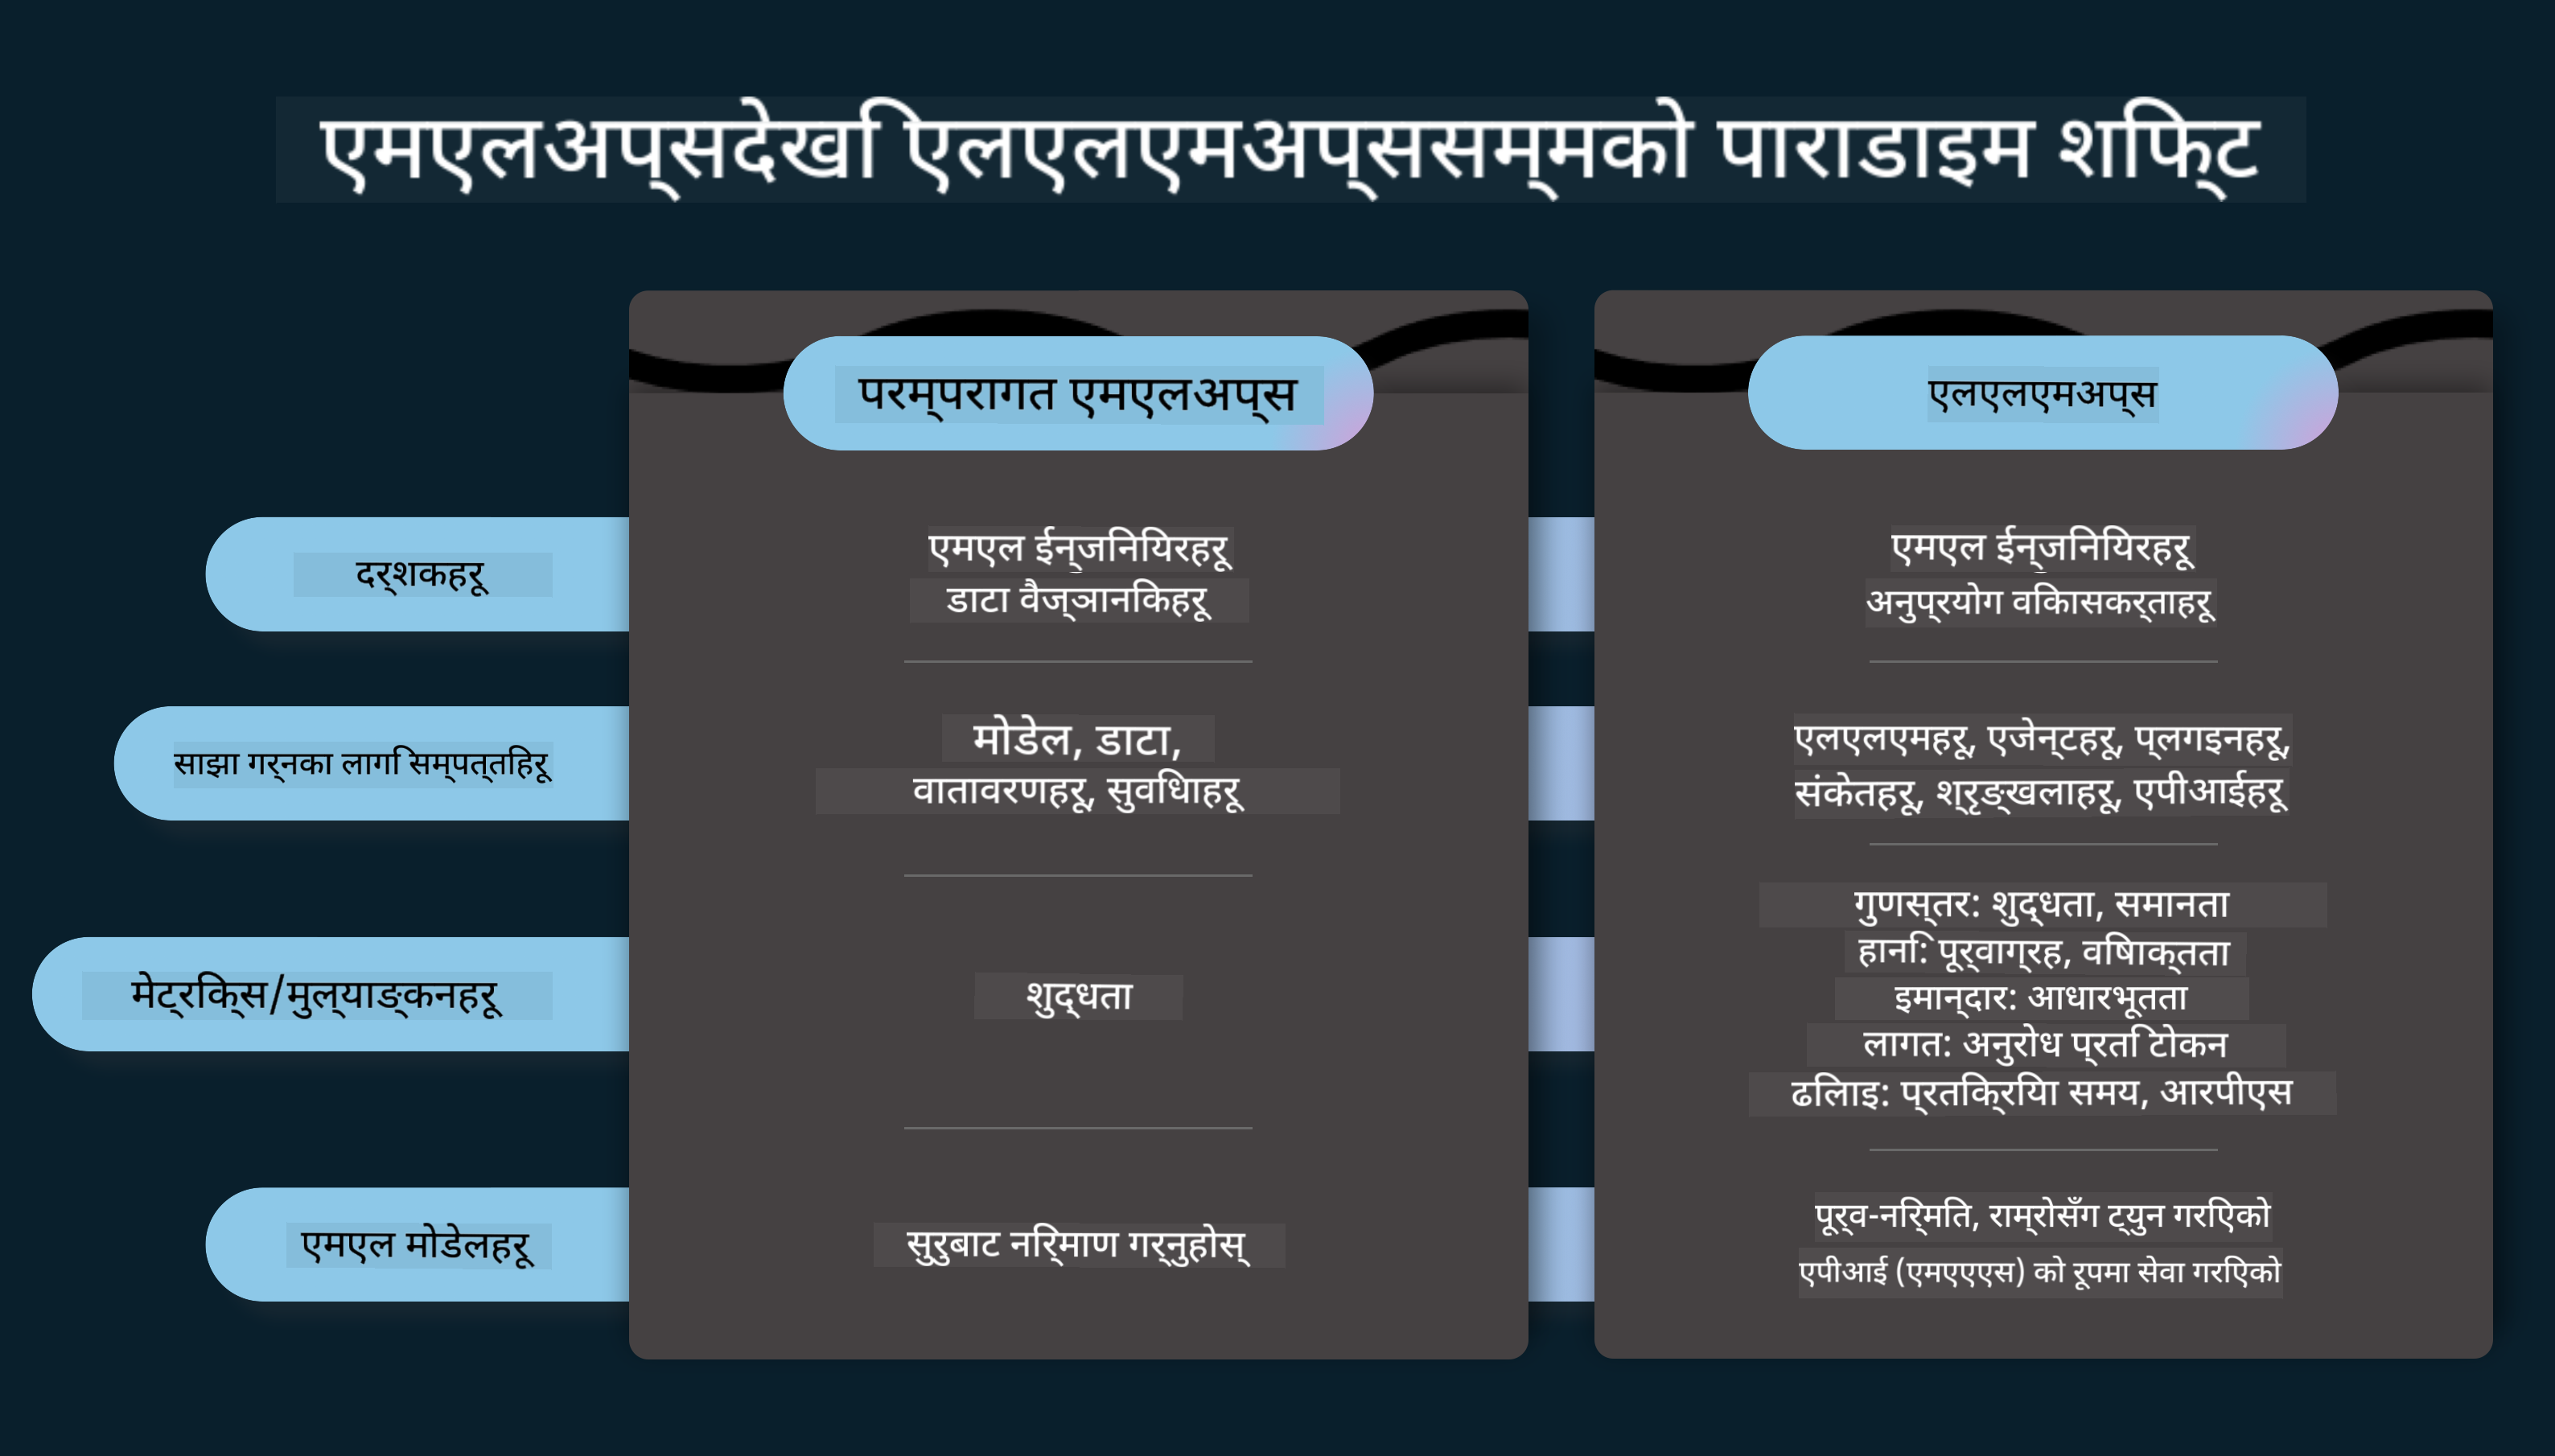 एमएलअप्सदेखि एलएलएमअप्ससम्मको पाराडाइम शिफ्ट
परम्परागत एमएलअप्स
एलएलएमअप्स
दर्शकहरू
एमएल ईन्जिनियरहरू
डाटा वैज्ञानिकहरू
एमएल ईन्जिनियरहरू
अनुप्रयोग विकासकर्ताहरू
साझा गर्नका लागि सम्पत्तिहरू
मोडेल, डाटा,
वातावरणहरू, सुविधाहरू
एलएलएमहरू, एजेन्टहरू, प्लगइनहरू,
संकेतहरू, श्रृङ्खलाहरू, एपीआईहरू
मेट्रिक्स/मुल्याङ्कनहरू
शुद्धता
गुणस्तर: शुद्धता, समानता
हानि: पूर्वाग्रह, विषाक्तता
इमान्दार: आधारभूतता
लागत: अनुरोध प्रति टोकन
ढिलाइ: प्रतिक्रिया समय, आरपीएस
एमएल मोडेलहरू
सुरुबाट निर्माण गर्नुहोस्
पूर्व-निर्मित, राम्रोसँग ट्युन गरिएको
एपीआई (एमएएएस) को रूपमा सेवा गरिएको